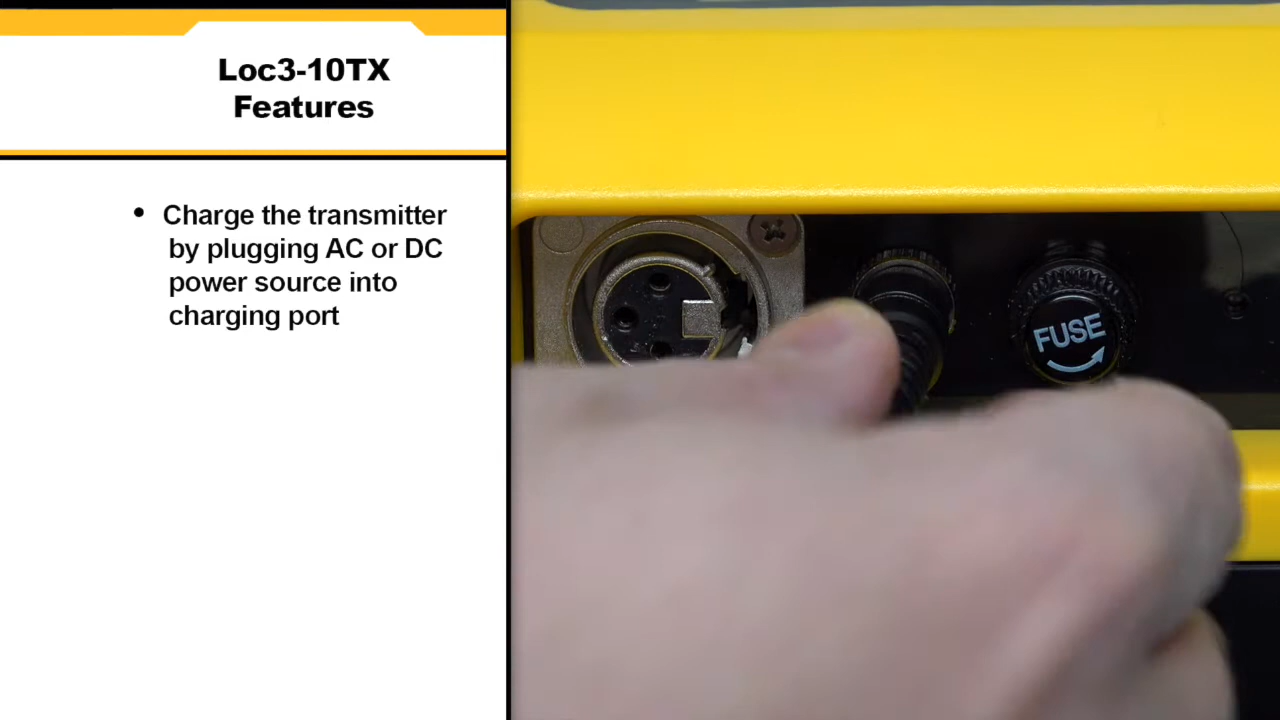 Loc3-10TX
Features
• Charge the transmitter
by plugging AC or DC
power source into
charging port
FUSE